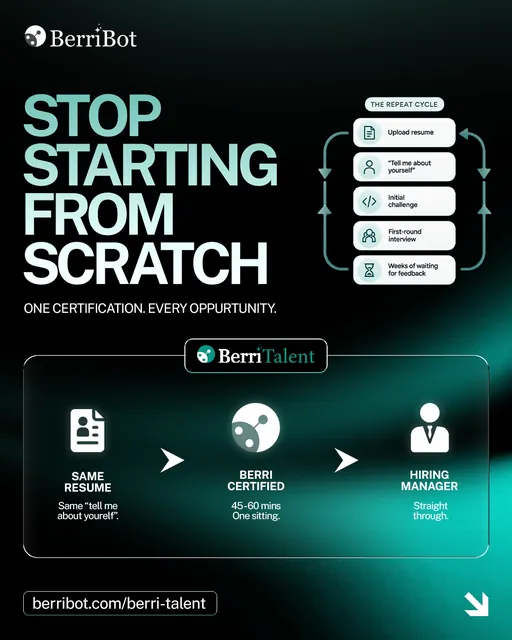 BerriBot
STOP
STARTING
FROM
SCRATCH
ONE CERTIFICATION. EVERY OPPURTUNITY.
THE REPEAT CYCLE
Upload resume
"Tell me about
yourself"
Initial
challenge
First-round
interview
Weeks of waiting
for feedback
BerriTalent
SAME
RESUME
Same "tell me
about yourelf".
BERRI
CERTIFIED
45-60 mins
One sitting.
HIRING
MANAGER
Straight
through.
berribot.com/berri-talent